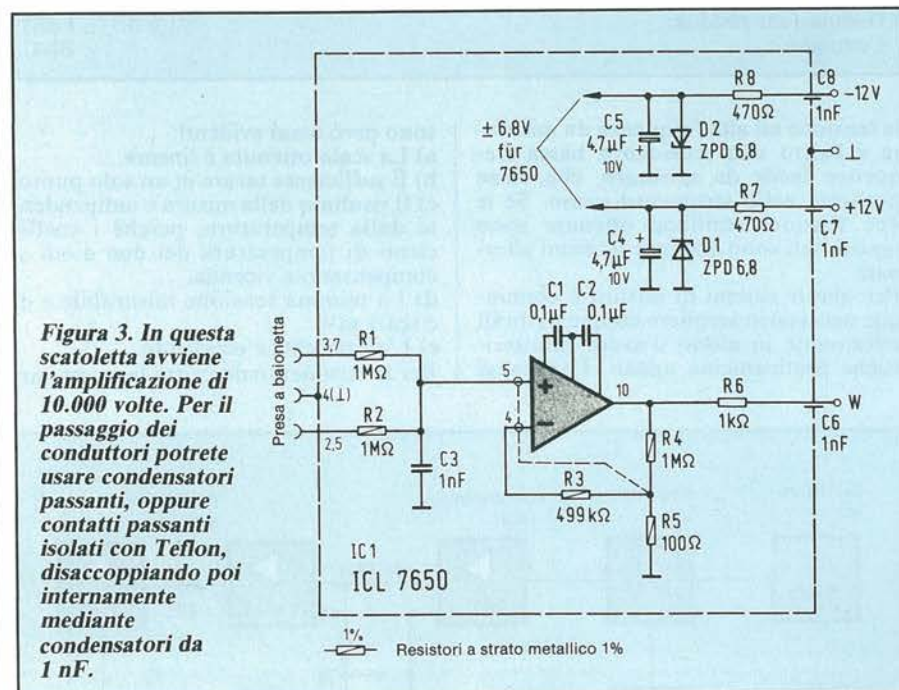 Figura 3. In questa
scatoletta avviene
l'amplificazione di
10.000 volte. Per il
passaggio dei
conduttori potrete
usare condensatori
passanti, oppure
contatti passanti
isolati con Teflon,
disaccoppiando poi
internamente
mediante
condensatori da
1 nF.
± 6,8V
für
7650
C5
4,7µF
+
10V
D2
ZPD 6,8
R8
470Ω
C8
-12V
1nF
⊥
C4
4,7µF
+
10V
D1
ZPD 6,8
R7
470Ω
+12V
C7
1nF
C1 C2
0,1µF 0,1µF
Presa a baionetta
3,7
R1
1MΩ
4(⊥)
2,5
R2
1MΩ
C3
1nF
5
+
4
−
10
R6
1kΩ
W
C6
1nF
R4
1MΩ
R3
499kΩ
R5
100Ω
IC1
ICL 7650
1%
Resistori a strato metallico 1%